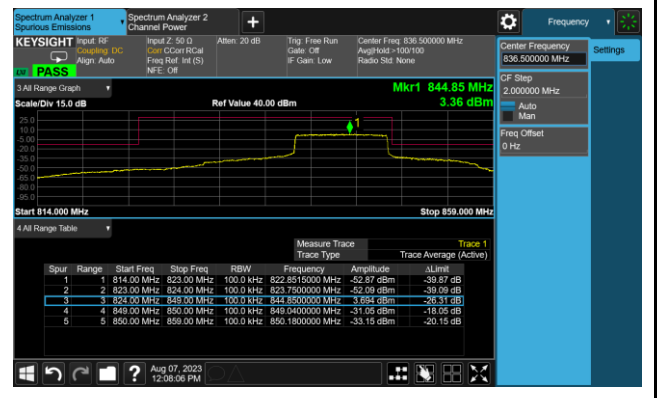 Spectrum Analyzer 1
Spurious Emissions
Spectrum Analyzer 2
Channel Power
+
Frequency
KEYSIGHT
Input: RF
Coupling: DC
Align: Auto
Input Z: 50 Ω
Corr CCorr RCal
Freq Ref: Int (S)
NFE: Off
Atten: 20 dB
Trig: Free Run
Gate: Off
IF Gain: Low
Center Freq: 836.500000 MHz
Avg|Hold:>100/100
Radio Std: None
LXI
PASS
Center Frequency
836.500000 MHz
Settings
CF Step
2.000000 MHz
Auto
Man
Freq Offset
0 Hz
3 All Range Graph
Mkr1 844.85 MHz
Scale/Div 15.0 dB
Ref Value 40.00 dBm
3.36 dBm
1
25.0
10.0
-5.00
-20.0
-35.0
-50.0
-65.0
-80.0
-95.0
Start 814.000 MHz
Stop 859.000 MHz
4 All Range Table
Measure Trace Trace 1
Trace Type Trace Average (Active)
Spur Range Start Freq Stop Freq RBW Frequency Amplitude ΔLimit
1 1 814.00 MHz 823.00 MHz 100.0 kHz 822.8515000 MHz -52.87 dBm -39.87 dB
2 2 823.00 MHz 824.00 MHz 100.0 kHz 823.7500000 MHz -52.09 dBm -39.09 dB
3 3 824.00 MHz 849.00 MHz 100.0 kHz 844.8500000 MHz 3.694 dBm -26.31 dB
4 4 849.00 MHz 850.00 MHz 100.0 kHz 849.0400000 MHz -31.05 dBm -18.05 dB
5 5 850.00 MHz 859.00 MHz 100.0 kHz 850.1800000 MHz -33.15 dBm -20.15 dB
?
Aug 07, 2023
12:08:06 PM